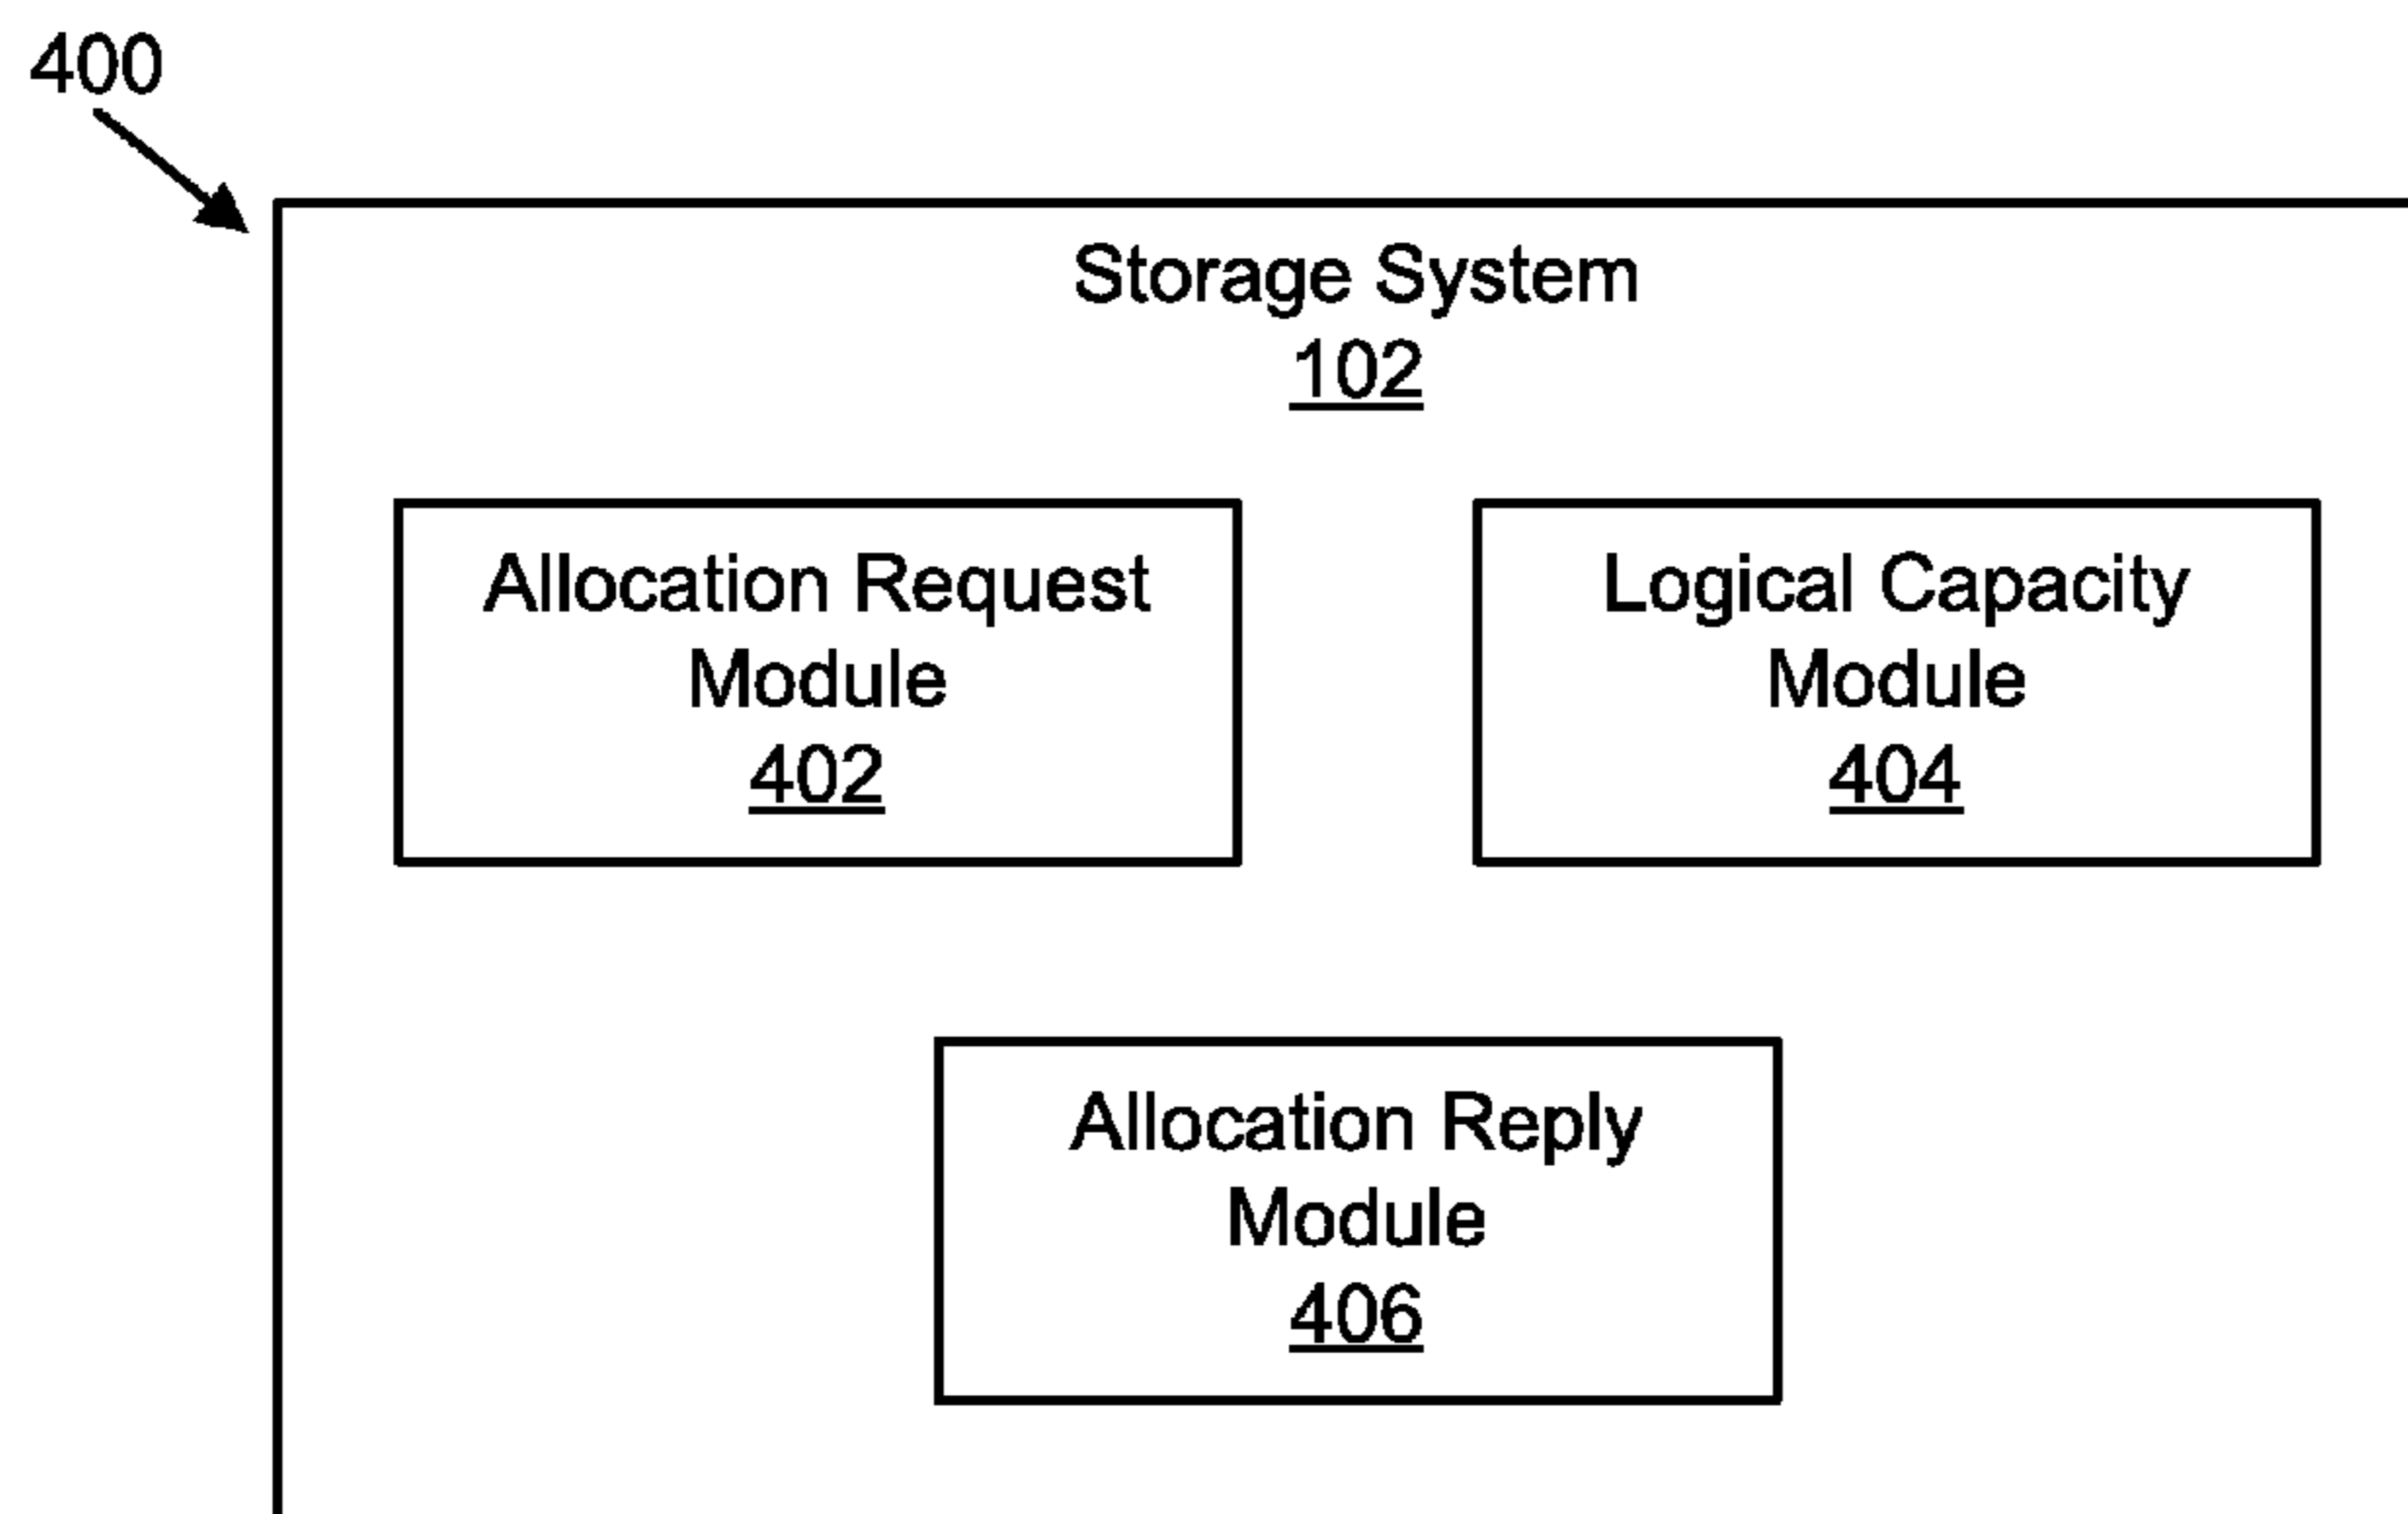 400
Storage System
102
Allocation Request
Module
402
Logical Capacity
Module
404
Allocation Reply
Module
406